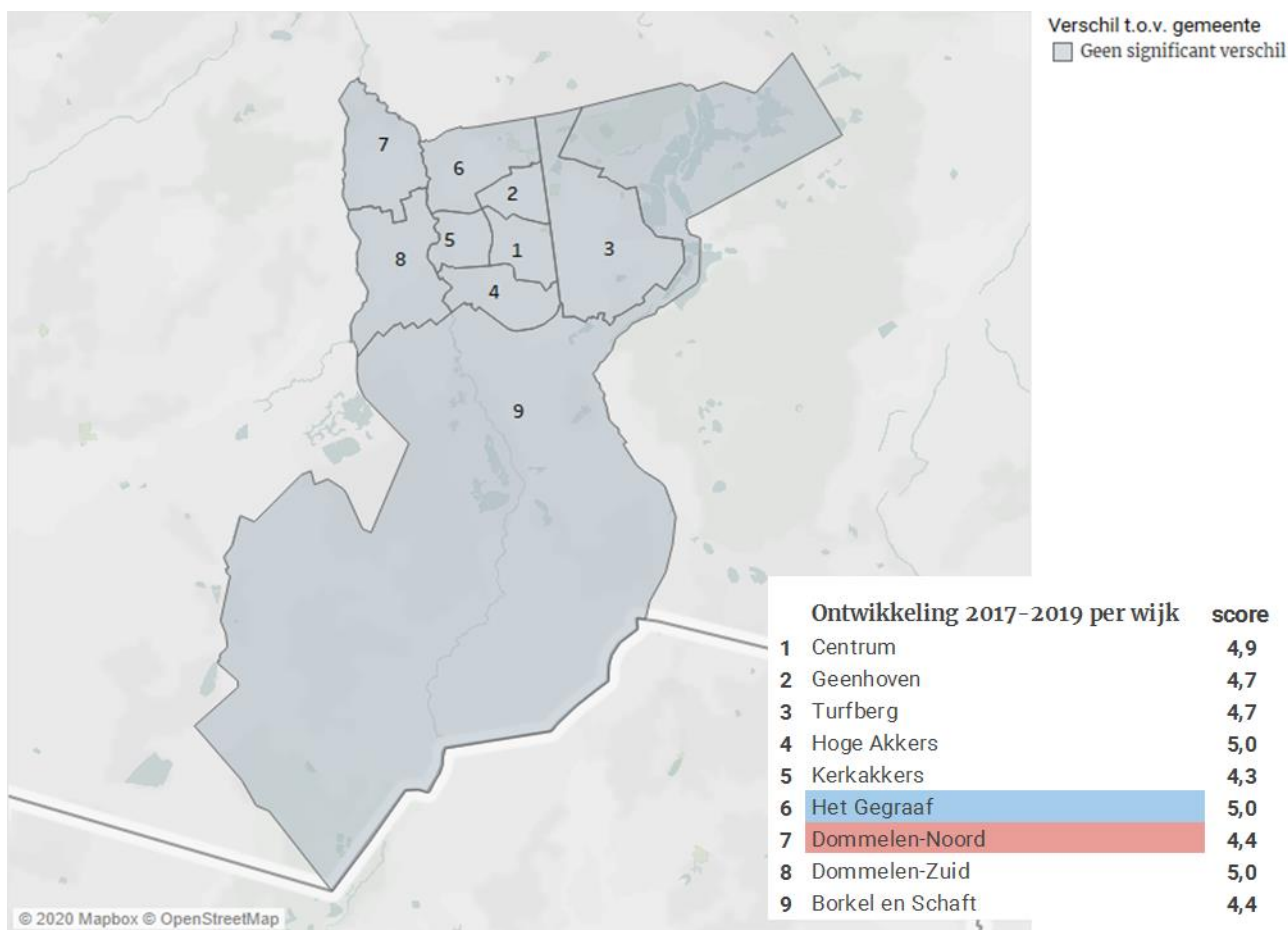 Verschil t.o.v. gemeente
Geen significant verschil
7
6
2
5
1
3
8
4
9
Ontwikkeling 2017-2019 per wijk score
1 Centrum 4,9
2 Geenhoven 4,7
3 Turfberg 4,7
4 Hoge Akkers 5,0
5 Kerkakkers 4,3
6 Het Gegraaf 5,0
7 Dommelen-Noord 4,4
8 Dommelen-Zuid 5,0
9 Borkel en Schaft 4,4
© 2020 Mapbox © OpenStreetMap